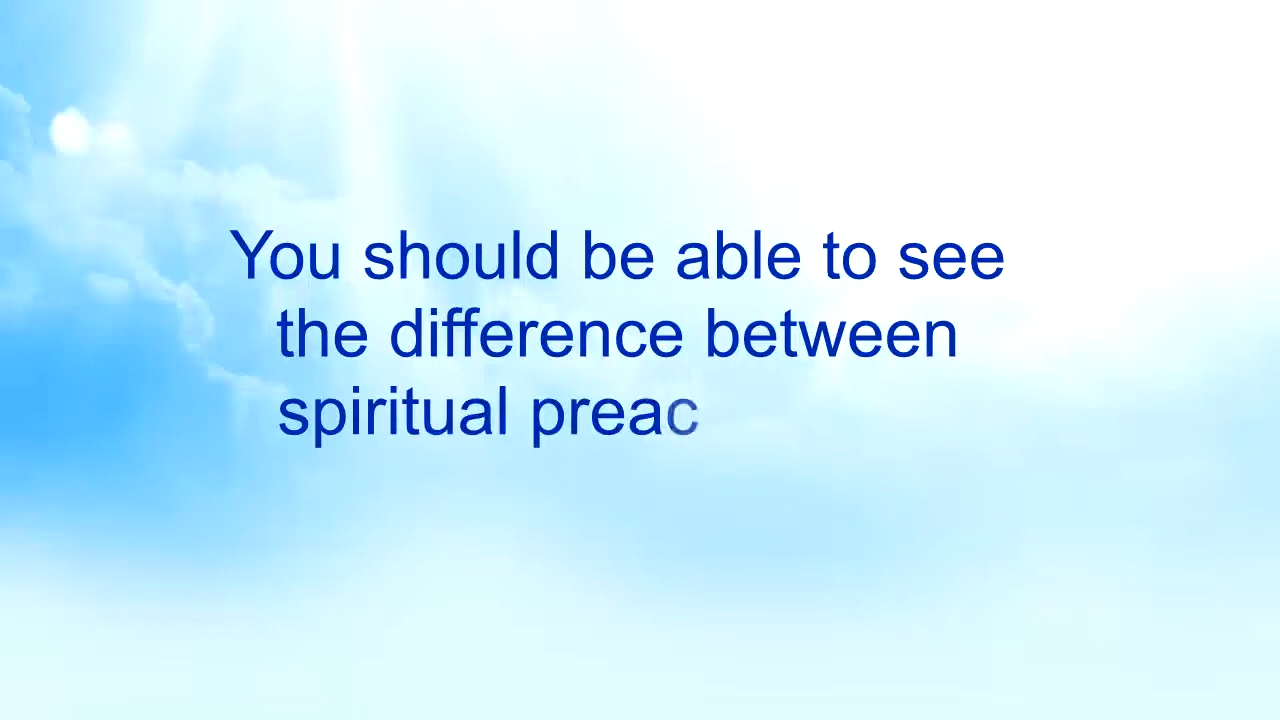 You should be able to see
the difference between
spiritual preac